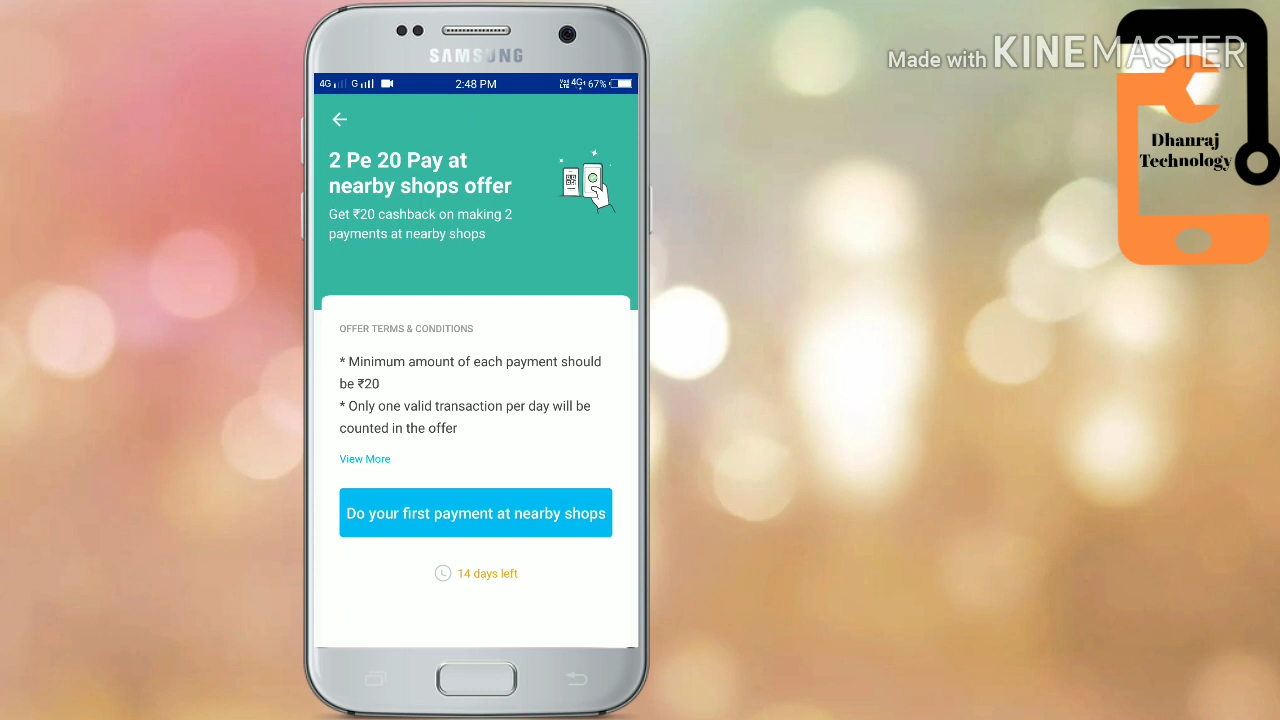 Made with KINEMASTER
Dhanraj
Technology
SAMSUNG
4G G 2:48 PM 4G 67%
2 Pe 20 Pay at
nearby shops offer
Get ₹20 cashback on making 2
payments at nearby shops
OFFER TERMS & CONDITIONS
* Minimum amount of each payment should
be ₹20
* Only one valid transaction per day will be
counted in the offer
View More
Do your first payment at nearby shops
14 days left